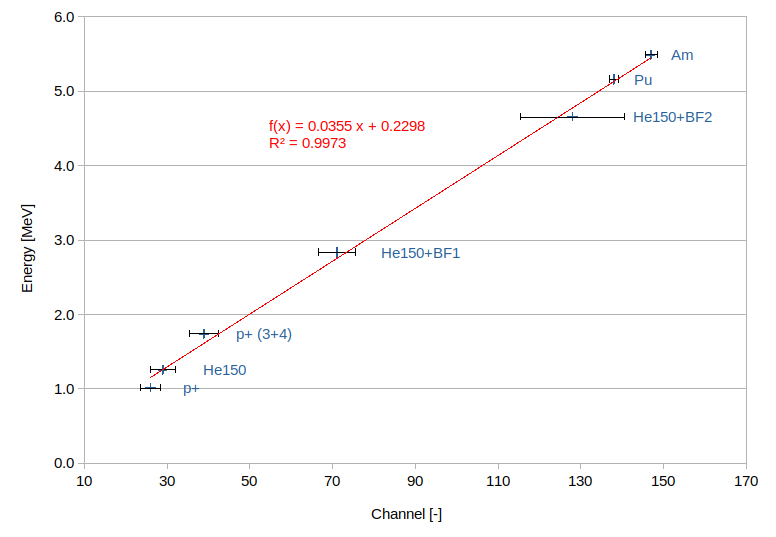 6.0
Am
Pu
5.0
He150+BF2
f(x) = 0.0355 x + 0.2298
R² = 0.9973
4.0
Energy [MeV]
3.0
He150+BF1
2.0
p+ (3+4)
He150
1.0
p+
0.0
10 30 50 70 90 110 130 150 170
Channel [-]